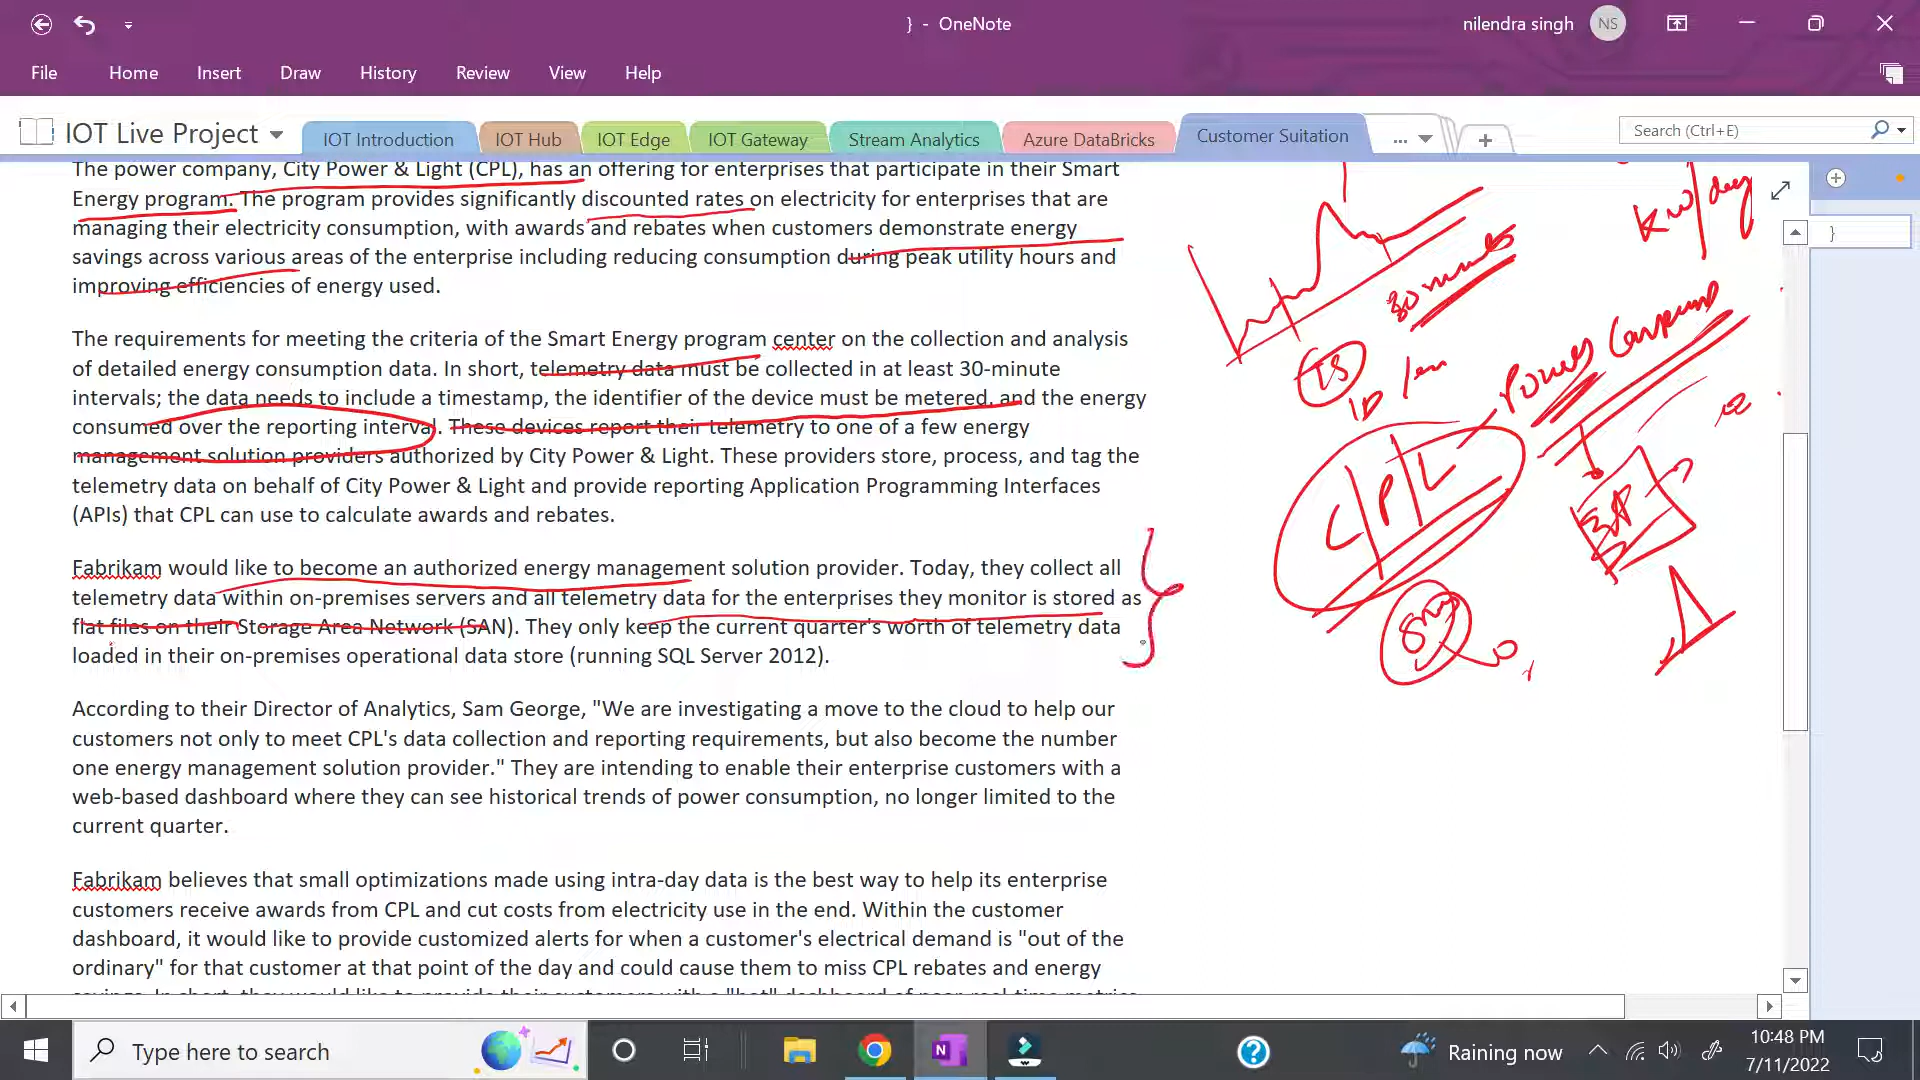 } - OneNote
nilendra singh
NS
File
Home
Insert
Draw
History
Review
View
Help
IOT Live Project
IOT Introduction
IOT Hub
IOT Edge
IOT Gateway
Stream Analytics
Azure DataBricks
Customer Suitation
...
Search (Ctrl+E)
}
The power company, City Power & Light (CPL), has an offering for enterprises that participate in their Smart
Energy program. The program provides significantly discounted rates on electricity for enterprises that are
managing their electricity consumption, with awards and rebates when customers demonstrate energy
savings across various areas of the enterprise including reducing consumption during peak utility hours and
improving efficiencies of energy used.
The requirements for meeting the criteria of the Smart Energy program center on the collection and analysis
of detailed energy consumption data. In short, telemetry data must be collected in at least 30-minute
intervals; the data needs to include a timestamp, the identifier of the device must be metered, and the energy
consumed over the reporting interval. These devices report their telemetry to one of a few energy
management solution providers authorized by City Power & Light. These providers store, process, and tag the
telemetry data on behalf of City Power & Light and provide reporting Application Programming Interfaces
(APIs) that CPL can use to calculate awards and rebates.
Fabrikam would like to become an authorized energy management solution provider. Today, they collect all
telemetry data within on-premises servers and all telemetry data for the enterprises they monitor is stored as
flat files on their Storage Area Network (SAN). They only keep the current quarter's worth of telemetry data
loaded in their on-premises operational data store (running SQL Server 2012).
According to their Director of Analytics, Sam George, "We are investigating a move to the cloud to help our
customers not only to meet CPL's data collection and reporting requirements, but also become the number
one energy management solution provider." They are intending to enable their enterprise customers with a
web-based dashboard where they can see historical trends of power consumption, no longer limited to the
current quarter.
Fabrikam believes that small optimizations made using intra-day data is the best way to help its enterprise
customers receive awards from CPL and cut costs from electricity use in the end. Within the customer
dashboard, it would like to provide customized alerts for when a customer's electrical demand is "out of the
ordinary" for that customer at that point of the day and could cause them to miss CPL rebates and energy
savings. In short, they would like to provide their customers with a "hot" dashboard of near real-time metrics
kw/day
30 minutes
TS
ID
Power
C/P/L
Type here to search
Raining now
10:48 PM
7/11/2022